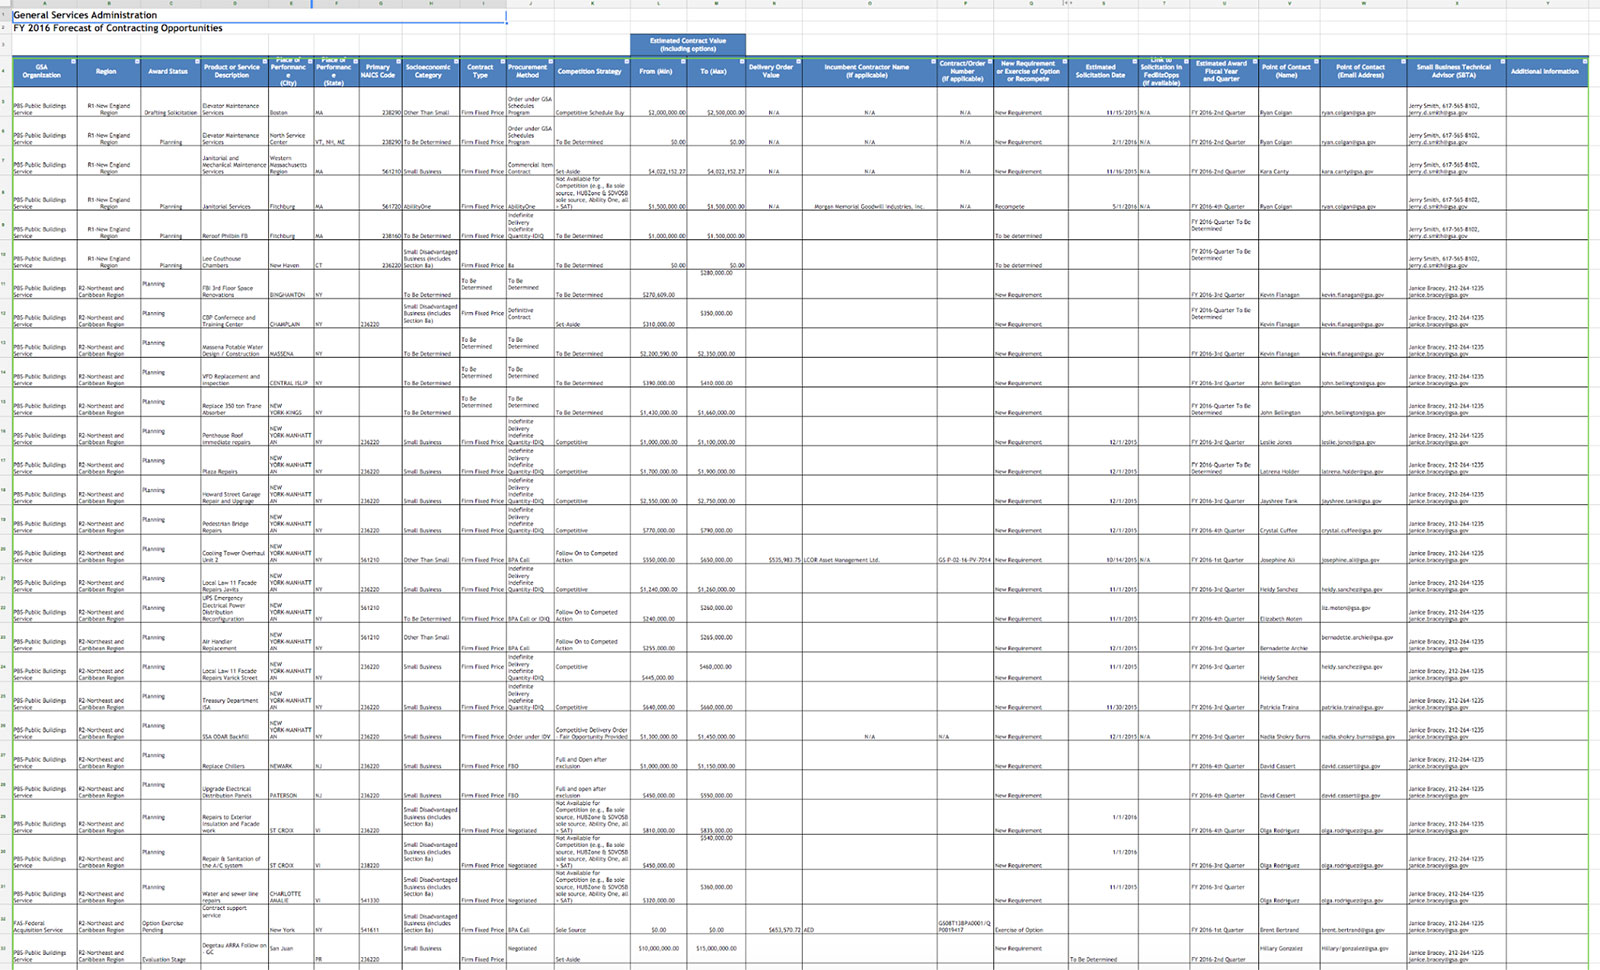 General Services Administration
FY 2016 Forecast of Contracting Opportunities
Estimated Contract Value
(including options)
GSA Organization Region Award Status Product or Service Description Place of Performance (City) Place of Performance (State) Primary NAICS Code Socioeconomic Category Contract Type Procurement Method Competition Strategy From (Min) To (Max) Delivery Order Value Incumbent Contractor Name (if applicable) Contract/Order Number (if applicable) New Requirement or Exercise of Option or Recompete Estimated Solicitation Date Link to Solicitation in FedBizOpps (if available) Estimated Award Fiscal Year and Quarter Point of Contact (Name) Point of Contact (Email Address) Small Business Technical Advisor (SBTA) Additional Information
PBS-Public Buildings Service R1-New England Region Drafting Solicitation Elevator Maintenance Services Boston MA 238290 Other Than Small Firm Fixed Price Order under GSA Schedules Program Competitive Schedule Buy $2,000,000.00 $2,500,000.00 N/A N/A N/A New Requirement 11/15/2015 N/A FY 2016-2nd Quarter Ryan Colgan ryan.colgan@gsa.gov Jerry Smith, 617-565-8102, jerry.d.smith@gsa.gov
PBS-Public Buildings Service R1-New England Region Planning Elevator Maintenance Services North Service Center VT, NH, ME 238290 To Be Determined Firm Fixed Price Order under GSA Schedules Program To Be Determined $0.00 $0.00 N/A N/A N/A New Requirement 2/1/2016 N/A FY 2016-2nd Quarter Ryan Colgan ryan.colgan@gsa.gov Jerry Smith, 617-565-8102, jerry.d.smith@gsa.gov
PBS-Public Buildings Service R1-New England Region Planning Janitorial and Mechanical Maintenance Services Western Massachusetts Region MA 561210 Small Business Firm Fixed Price Commercial Item Contract Set-Aside $4,022,152.27 $4,022,152.27 N/A N/A N/A New Requirement 11/16/2015 N/A FY 2016-2nd Quarter Kara Canty kara.canty@gsa.gov Jerry Smith, 617-565-8102, jerry.d.smith@gsa.gov
PBS-Public Buildings Service R1-New England Region Planning Janitorial Services Fitchburg MA 561720 AbilityOne Firm Fixed Price AbilityOne Not Available for Competition (e.g., 8a sole source, HUBZone & SDVOSB sole source, Ability One, all < SAT) $1,500,000.00 $1,500,000.00 N/A Morgan Memorial Goodwill Industries, Inc. N/A Recompete 5/1/2016 N/A FY 2016-4th Quarter Ryan Colgan ryan.colgan@gsa.gov Jerry Smith, 617-565-8102, jerry.d.smith@gsa.gov
PBS-Public Buildings Service R1-New England Region Planning Reroof Philbin FB Fitchburg MA 238160 To Be Determined Firm Fixed Price Indefinite Delivery Indefinite Quantity-IDIQ To Be Determined $1,000,000.00 $1,500,000.00 To be determined FY 2016-Quarter To Be Determined Jerry Smith, 617-565-8102, jerry.d.smith@gsa.gov
PBS-Public Buildings Service R1-New England Region Planning Lee Couthouse Chambers New Haven CT 236220 Small Disadvantaged Business (includes Section 8a) Firm Fixed Price 8a To Be Determined $0.00 $0.00 To be determined FY 2016-Quarter To Be Determined Jerry Smith, 617-565-8102, jerry.d.smith@gsa.gov
PBS-Public Buildings Service R2-Northeast and Caribbean Region Planning FBI 3rd Floor Space Renovations BINGHAMTON NY To Be Determined To Be Determined To Be Determined To Be Determined $270,609.00 $280,000.00 New Requirement FY 2016-3rd Quarter Kevin Flanagan kevin.flanagan@gsa.gov Janice Bracey, 212-264-1235 janice.bracey@gsa.gov
PBS-Public Buildings Service R2-Northeast and Caribbean Region Planning CBP Confernece and Training Center CHAMPLAIN NY 236220 Small Disadvantaged Business (includes Section 8a) Firm Fixed Price Definitive Contract Set-Aside $310,000.00 $350,000.00 New Requirement FY 2016-Quarter To Be Determined Kevin Flanagan kevin.flanagan@gsa.gov Janice Bracey, 212-264-1235 janice.bracey@gsa.gov
PBS-Public Buildings Service R2-Northeast and Caribbean Region Planning Massena Potable Water Design / Construction MASSENA NY To Be Determined To Be Determined To Be Determined To Be Determined $2,200,590.00 $2,350,000.00 New Requirement FY 2016-3rd Quarter Kevin Flanagan kevin.flanagan@gsa.gov Janice Bracey, 212-264-1235 janice.bracey@gsa.gov
PBS-Public Buildings Service R2-Northeast and Caribbean Region Planning VFD Replacement and inspection CENTRAL ISLIP NY To Be Determined To Be Determined To Be Determined To Be Determined $390,000.00 $410,000.00 New Requirement FY 2016-3rd Quarter John Bellington john.bellington@gsa.gov Janice Bracey, 212-264-1235 janice.bracey@gsa.gov
PBS-Public Buildings Service R2-Northeast and Caribbean Region Planning Replace 350 ton Trane Absorber NEW YORK-KINGS NY To Be Determined To Be Determined To Be Determined To Be Determined $1,430,000.00 $1,660,000.00 New Requirement FY 2016-Quarter To Be Determined John Bellington john.bellington@gsa.gov Janice Bracey, 212-264-1235 janice.bracey@gsa.gov
PBS-Public Buildings Service R2-Northeast and Caribbean Region Planning Penthouse Roof immediate repairs NEW YORK-MANHATTAN NY 236220 Small Business Firm Fixed Price Indefinite Delivery Indefinite Quantity-IDIQ Competitive $1,000,000.00 $1,100,000.00 New Requirement 12/1/2015 FY 2016-3rd Quarter Leslie Jones leslie.jones@gsa.gov Janice Bracey, 212-264-1235 janice.bracey@gsa.gov
PBS-Public Buildings Service R2-Northeast and Caribbean Region Planning Plaza Repairs NEW YORK-MANHATTAN NY 236220 Small Business Firm Fixed Price Indefinite Delivery Indefinite Quantity-IDIQ Competitive $1,700,000.00 $1,900,000.00 New Requirement 12/1/2015 FY 2016-Quarter To Be Determined Latrena Holder latrena.holder@gsa.gov Janice Bracey, 212-264-1235 janice.bracey@gsa.gov
PBS-Public Buildings Service R2-Northeast and Caribbean Region Planning Howard Street Garage Repair and Upgrage NEW YORK-MANHATTAN NY 236220 Small Business Firm Fixed Price Indefinite Delivery Indefinite Quantity-IDIQ Competitive $2,550,000.00 $2,750,000.00 New Requirement 12/1/2015 FY 2016-3rd Quarter Jayshree Tank jayshree.tank@gsa.gov Janice Bracey, 212-264-1235 janice.bracey@gsa.gov
PBS-Public Buildings Service R2-Northeast and Caribbean Region Planning Pedestrian Bridge Repairs NEW YORK-MANHATTAN NY 236220 Small Business Firm Fixed Price Indefinite Delivery Indefinite Quantity-IDIQ Competitive $770,000.00 $790,000.00 New Requirement 12/1/2015 FY 2016-4th Quarter Crystal Cuffee crystal.cuffee@gsa.gov Janice Bracey, 212-264-1235 janice.bracey@gsa.gov
PBS-Public Buildings Service R2-Northeast and Caribbean Region Planning Cooling Tower Overhaul Unit 2 NEW YORK-MANHATTAN NY 561210 Other Than Small Firm Fixed Price BPA Call Follow On to Competed Action $550,000.00 $650,000.00 $535,983.75 LCOR Asset Management Ltd. GS-P-02-16-PV-7014 New Requirement 10/14/2015 N/A FY 2016-1st Quarter Josephine Ali josephine.ali@gsa.gov Janice Bracey, 212-264-1235 janice.bracey@gsa.gov
PBS-Public Buildings Service R2-Northeast and Caribbean Region Planning Local Law 11 Facade Repairs Javits NEW YORK-MANHATTAN NY 236220 Small Business Firm Fixed Price Indefinite Delivery Indefinite Quantity-IDIQ Competitive $1,240,000.00 $1,260,000.00 New Requirement 11/1/2015 FY 2016-3rd Quarter Heidy Sanchez heidy.sanchez@gsa.gov Janice Bracey, 212-264-1235 janice.bracey@gsa.gov
PBS-Public Buildings Service R2-Northeast and Caribbean Region Planning UPS Emergency Electrical Power Distribution Reconfiguration NEW YORK-MANHATTAN NY 561210 To Be Determined Firm Fixed Price BPA Call or IDIQ Follow On to Competed Action $240,000.00 $260,000.00 New Requirement 11/1/2015 FY 2016-4th Quarter Elizabeth Moten liz.moten@gsa.gov Janice Bracey, 212-264-1235 janice.bracey@gsa.gov
PBS-Public Buildings Service R2-Northeast and Caribbean Region Planning Air Handler Replacement NEW YORK-MANHATTAN NY 561210 Other Than Small Firm Fixed Price BPA Call Follow On to Competed Action $255,000.00 $265,000.00 New Requirement 12/1/2015 FY 2016-4th Quarter Bernadette Archie bernadette.archie@gsa.gov Janice Bracey, 212-264-1235 janice.bracey@gsa.gov
PBS-Public Buildings Service R2-Northeast and Caribbean Region Planning Local Law 11 Facade Repairs Varick Street NEW YORK-MANHATTAN NY 236220 Small Business Firm Fixed Price Indefinite Delivery Indefinite Quantity-IDIQ Competitive $445,000.00 $460,000.00 New Requirement 11/1/2015 FY 2016-3rd Quarter Heidy Sanchez heidy.sanchez@gsa.gov Janice Bracey, 212-264-1235 janice.bracey@gsa.gov
PBS-Public Buildings Service R2-Northeast and Caribbean Region Planning Treasury Department ISA NEW YORK-MANHATTAN NY 236220 Small Business Firm Fixed Price Indefinite Delivery Indefinite Quantity-IDIQ Competitive $640,000.00 $660,000.00 New Requirement 11/30/2015 FY 2016-3rd Quarter Patricia Traina patricia.traina@gsa.gov Janice Bracey, 212-264-1235 janice.bracey@gsa.gov
PBS-Public Buildings Service R2-Northeast and Caribbean Region Planning SSA ODAR Backfill NEW YORK-MANHATTAN NY 236220 Small Business Firm Fixed Price Order under IDV Competitive Delivery Order - Fair Opportunity Provided $1,300,000.00 $1,450,000.00 N/A N/A New Requirement 12/1/2015 N/A FY 2016-3rd Quarter Nadia Shokry Burns nadia.shokry.burns@gsa.gov Janice Bracey, 212-264-1235 janice.bracey@gsa.gov
PBS-Public Buildings Service R2-Northeast and Caribbean Region Planning Replace Chillers NEWARK NJ 236220 Small Business Firm Fixed Price FBO Full and Open after exclusion $1,000,000.00 $1,150,000.00 New Requirement FY 2016-4th Quarter David Cassert david.cassert@gsa.gov Janice Bracey, 212-264-1235 janice.bracey@gsa.gov
PBS-Public Buildings Service R2-Northeast and Caribbean Region Planning Upgrade Electrical Distribution Panels PATERSON NJ 236220 Small Business Firm Fixed Price FBO Full and open after exclusion $450,000.00 $550,000.00 New Requirement FY 2016-4th Quarter David Cassert david.cassert@gsa.gov Janice Bracey, 212-264-1235 janice.bracey@gsa.gov
PBS-Public Buildings Service R2-Northeast and Caribbean Region Planning Repairs to Exterior Insulation and Facade work ST CROIX VI 236220 Small Disadvantaged Business (includes Section 8a) Firm Fixed Price Negotiated Not Available for Competition (e.g., 8a sole source, HUBZone & SDVOSB sole source, Ability One, all < SAT) $810,000.00 $835,000.00 New Requirement 1/1/2016 FY 2016-4th Quarter Olga Rodriguez olga.rodriguez@gsa.gov Janice Bracey, 212-264-1235 janice.bracey@gsa.gov
PBS-Public Buildings Service R2-Northeast and Caribbean Region Planning Repair & Sanitation of the A/C system ST CROIX VI 238220 Small Disadvantaged Business (includes Section 8a) Firm Fixed Price Negotiated Not Available for Competition (e.g., 8a sole source, HUBZone & SDVOSB sole source, Ability One, all < SAT) $450,000.00 $540,000.00 New Requirement 1/1/2016 FY 2016-3rd Quarter Olga Rodriguez olga.rodriguez@gsa.gov Janice Bracey, 212-264-1235 janice.bracey@gsa.gov
PBS-Public Buildings Service R2-Northeast and Caribbean Region Planning Water and sewer line repairs CHARLOTTE AMALIE VI 541330 Small Disadvantaged Business (includes Section 8a) Firm Fixed Price Negotiated Not Available for Competition (e.g., 8a sole source, HUBZone & SDVOSB sole source, Ability One, all < SAT) $320,000.00 $360,000.00 New Requirement 11/1/2015 FY 2016-3rd Quarter Olga Rodriguez olga.rodriguez@gsa.gov Janice Bracey, 212-264-1235 janice.bracey@gsa.gov
FAS-Federal Acquisition Service R2-Northeast and Caribbean Region Option Exercise Pending Contract support service New York NY 541611 Small Disadvantaged Business (includes Section 8a) Firm Fixed Price BPA Call Sole Source $0.00 $0.00 $653,570.72 AED GS08T13BPA0001/QP0019417 Exercise of Option FY 2016-1st Quarter Brent Bertrand brent.bertrand@gsa.gov Janice Bracey, 212-264-1235 janice.bracey@gsa.gov
PBS-Public Buildings Service R2-Northeast and Caribbean Region Evaluation Stage Degetau ARRA Follow on - GC San Juan PR 236220 Small Business Firm Fixed Price Negotiated Set-Aside $10,000,000.00 $15,000,000.00 New Requirement To Be Determined FY 2016-2nd Quarter Hillary Gonzalez Hillary/gonzalez@gsa.gov Janice Bracey, 212-264-1235 janice.bracey@gsa.gov